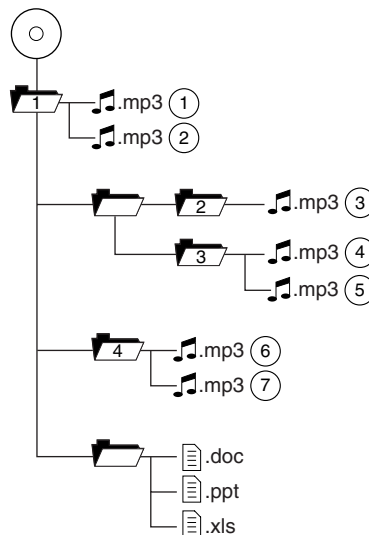 1 .mp3 1
.mp3 2
2 .mp3 3
3 .mp3 4
.mp3 5
4 .mp3 6
.mp3 7
.doc
.ppt
.xls